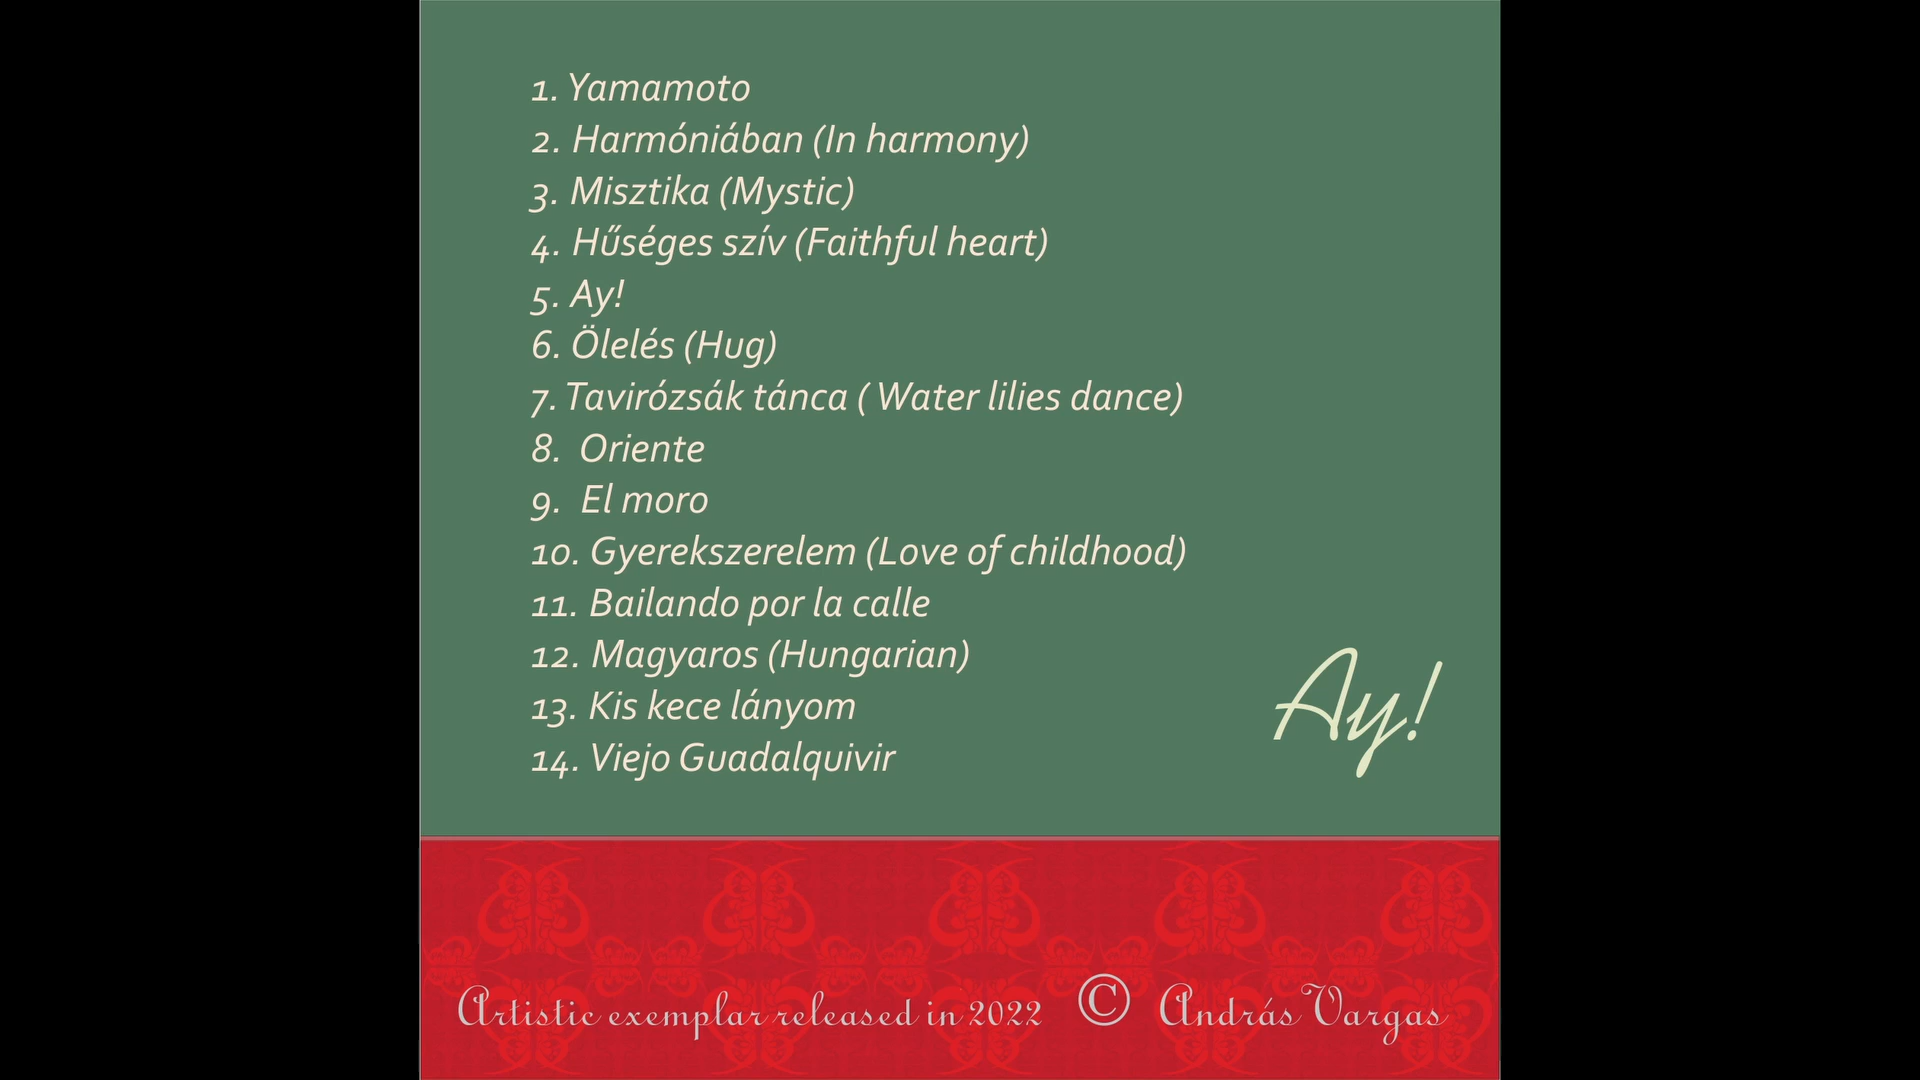 1. Yamamoto
2. Harmóniában (In harmony)
3. Misztika (Mystic)
4. Hűséges szív (Faithful heart)
5. Ay!
6. Ölelés (Hug)
7. Tavirózsák tánca ( Water lilies dance)
8. Oriente
9. El moro
10. Gyerekszerelem (Love of childhood)
11. Bailando por la calle
12. Magyaros (Hungarian)
13. Kis kece lányom
14. Viejo Guadalquivir
Ay!
Artistic exemplar released in 2022 © András Vargas